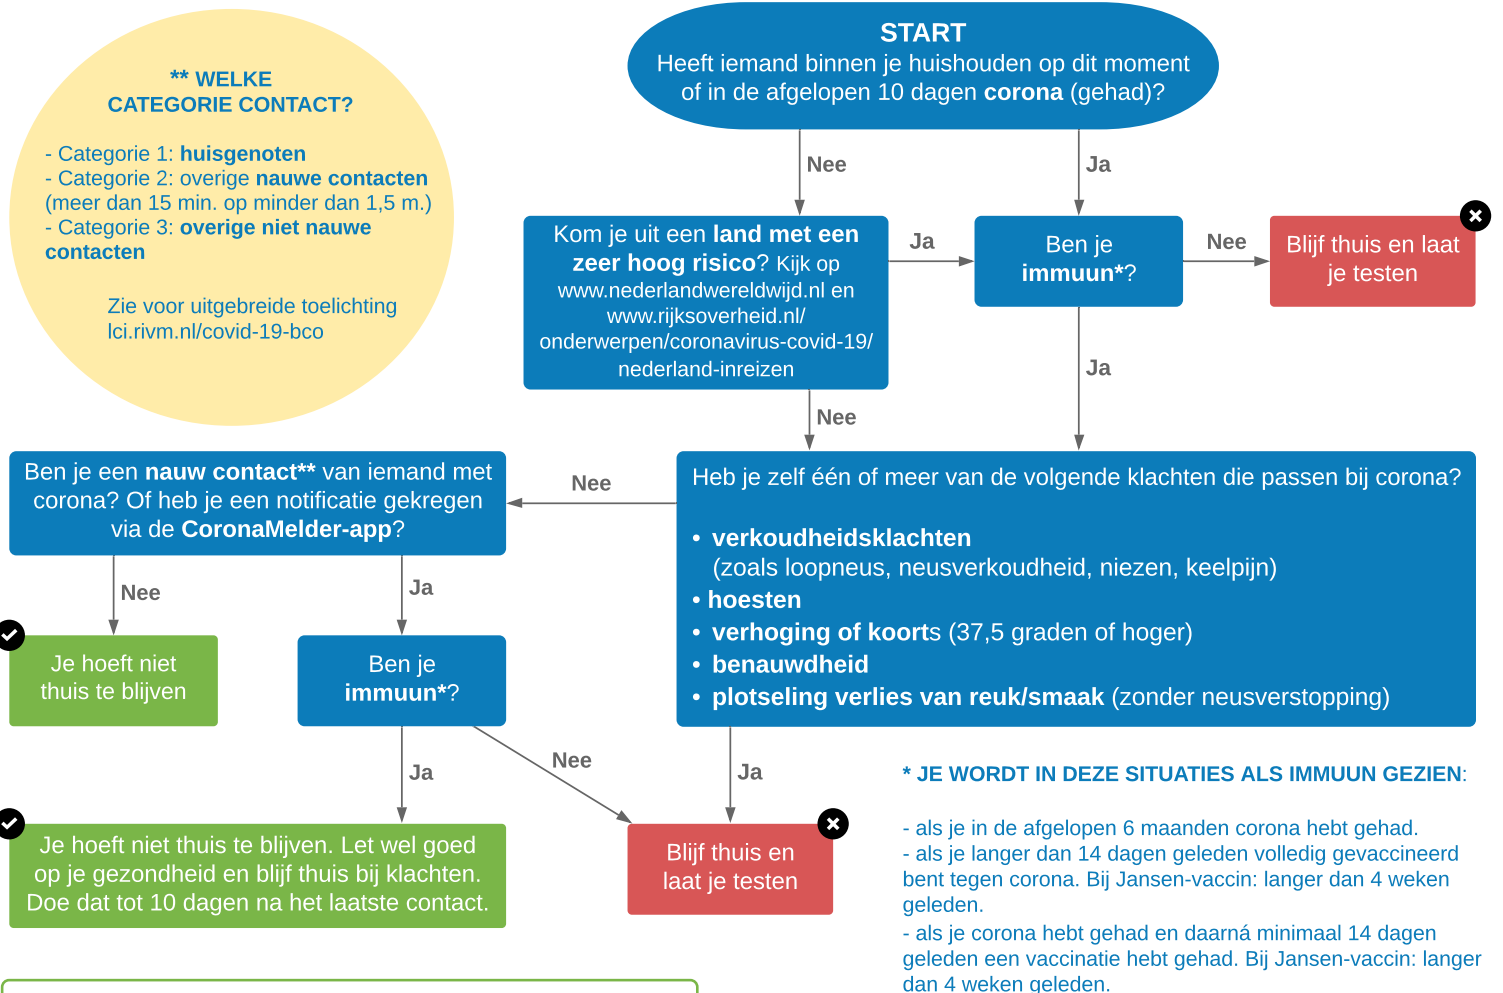 ** WELKE
CATEGORIE CONTACT?
- Categorie 1: huisgenoten
- Categorie 2: overige nauwe contacten
(meer dan 15 min. op minder dan 1,5 m.)
- Categorie 3: overige niet nauwe
contacten
Zie voor uitgebreide toelichting
lci.rivm.nl/covid-19-bco
START
Heeft iemand binnen je huishouden op dit moment
of in de afgelopen 10 dagen corona (gehad)?
Nee
Ja
Kom je uit een land met een
zeer hoog risico? Kijk op
www.nederlandwereldwijd.nl en
www.rijksoverheid.nl/
onderwerpen/coronavirus-covid-19/
nederland-inreizen
Ja
Ben je
immuun*?
Nee
Blijf thuis en laat
je testen
Nee
Ja
Heb je zelf één of meer van de volgende klachten die passen bij corona?
• verkoudheidsklachten
(zoals loopneus, neusverkoudheid, niezen, keelpijn)
• hoesten
• verhoging of koorts (37,5 graden of hoger)
• benauwdheid
• plotseling verlies van reuk/smaak (zonder neusverstopping)
Nee
Ben je een nauw contact** van iemand met
corona? Of heb je een notificatie gekregen
via de CoronaMelder-app?
Nee
Ja
Je hoeft niet
thuis te blijven
Ben je
immuun*?
Ja
Nee
Ja
Je hoeft niet thuis te blijven. Let wel goed
op je gezondheid en blijf thuis bij klachten.
Doe dat tot 10 dagen na het laatste contact.
Blijf thuis en
laat je testen
* JE WORDT IN DEZE SITUATIES ALS IMMUUN GEZIEN:
- als je in de afgelopen 6 maanden corona hebt gehad.
- als je langer dan 14 dagen geleden volledig gevaccineerd
bent tegen corona. Bij Jansen-vaccin: langer dan 4 weken
geleden.
- als je corona hebt gehad en daarná minimaal 14 dagen
geleden een vaccinatie hebt gehad. Bij Jansen-vaccin: langer
dan 4 weken geleden.